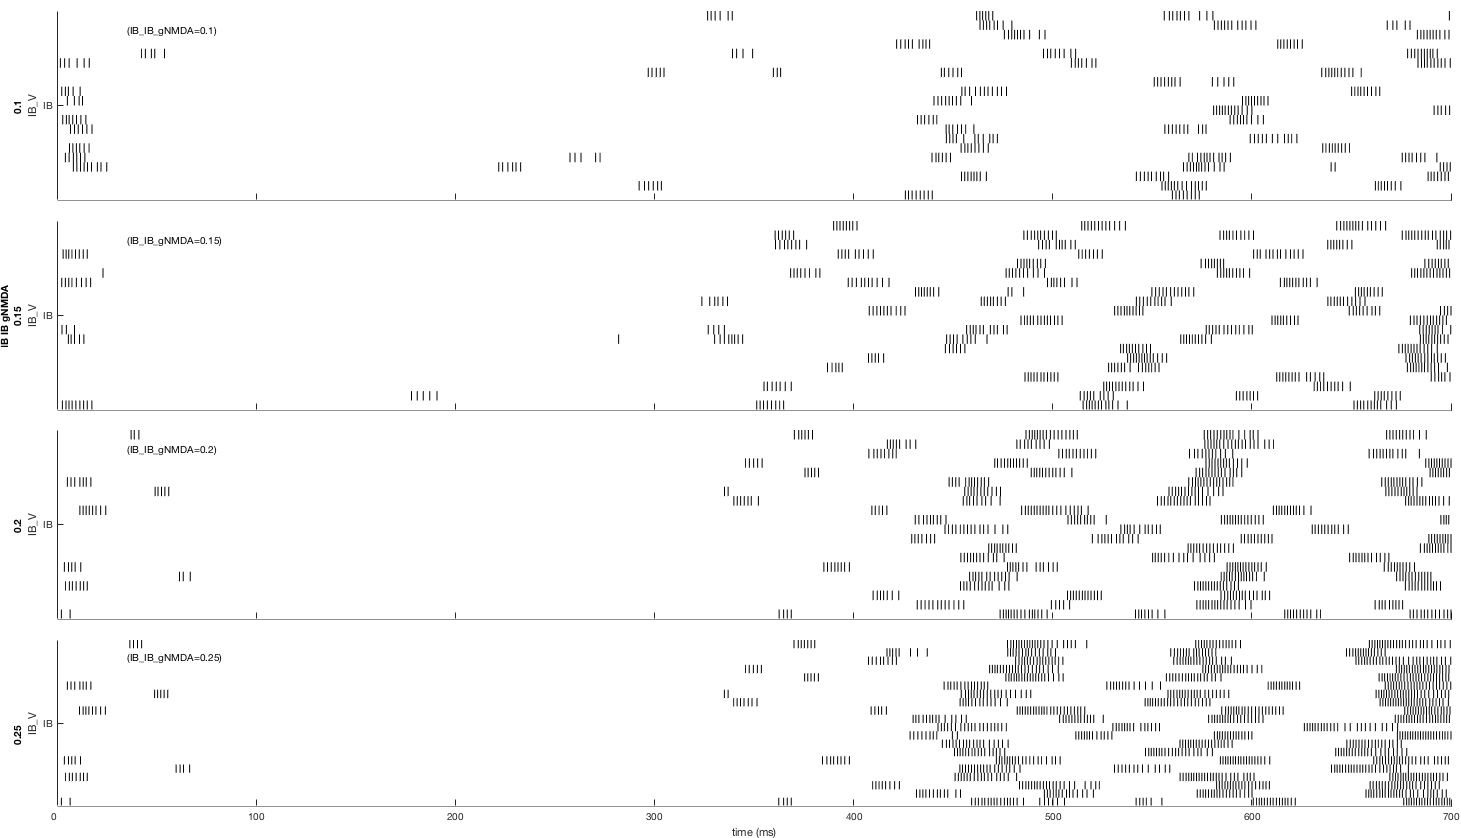 (IB_IB_gNMDA=0.1)
0.1
IB_V
IB
(IB_IB_gNMDA=0.15)
IB IB gNMDA
0.15
IB_V
IB
(IB_IB_gNMDA=0.2)
0.2
IB_V
IB
(IB_IB_gNMDA=0.25)
0.25
IB_V
IB
0 100 200 300 400 500 600 700
time (ms)